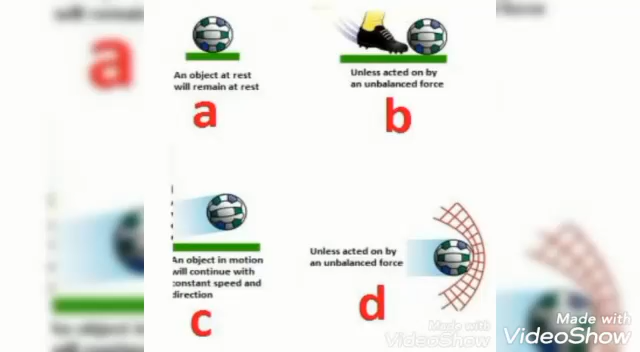 An object at rest
will remain at rest
a
Unless acted on by
an unbalanced force
b
An object in motion
will continue with
constant speed and
direction
c
Unless acted on by
an unbalanced force
d
Made with
VideoShow
Made with
VideoShow